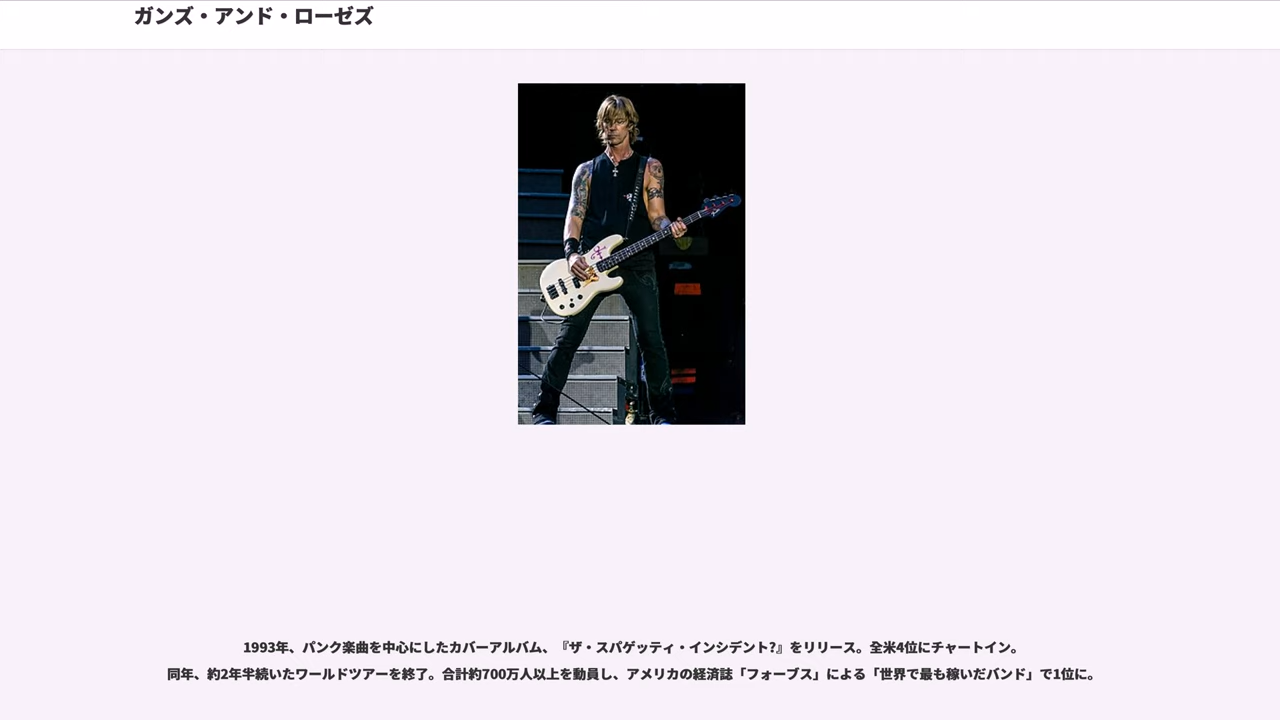 ガンズ・アンド・ローゼズ
1993年、パンク楽曲を中心にしたカバーアルバム、『ザ・スパゲッティ・インシデント?』をリリース。全米4位にチャートイン。
同年、約2年半続いたワールドツアーを終了。合計約700万人以上を動員し、アメリカの経済誌「フォーブス」による「世界で最も稼いだバンド」で1位に。